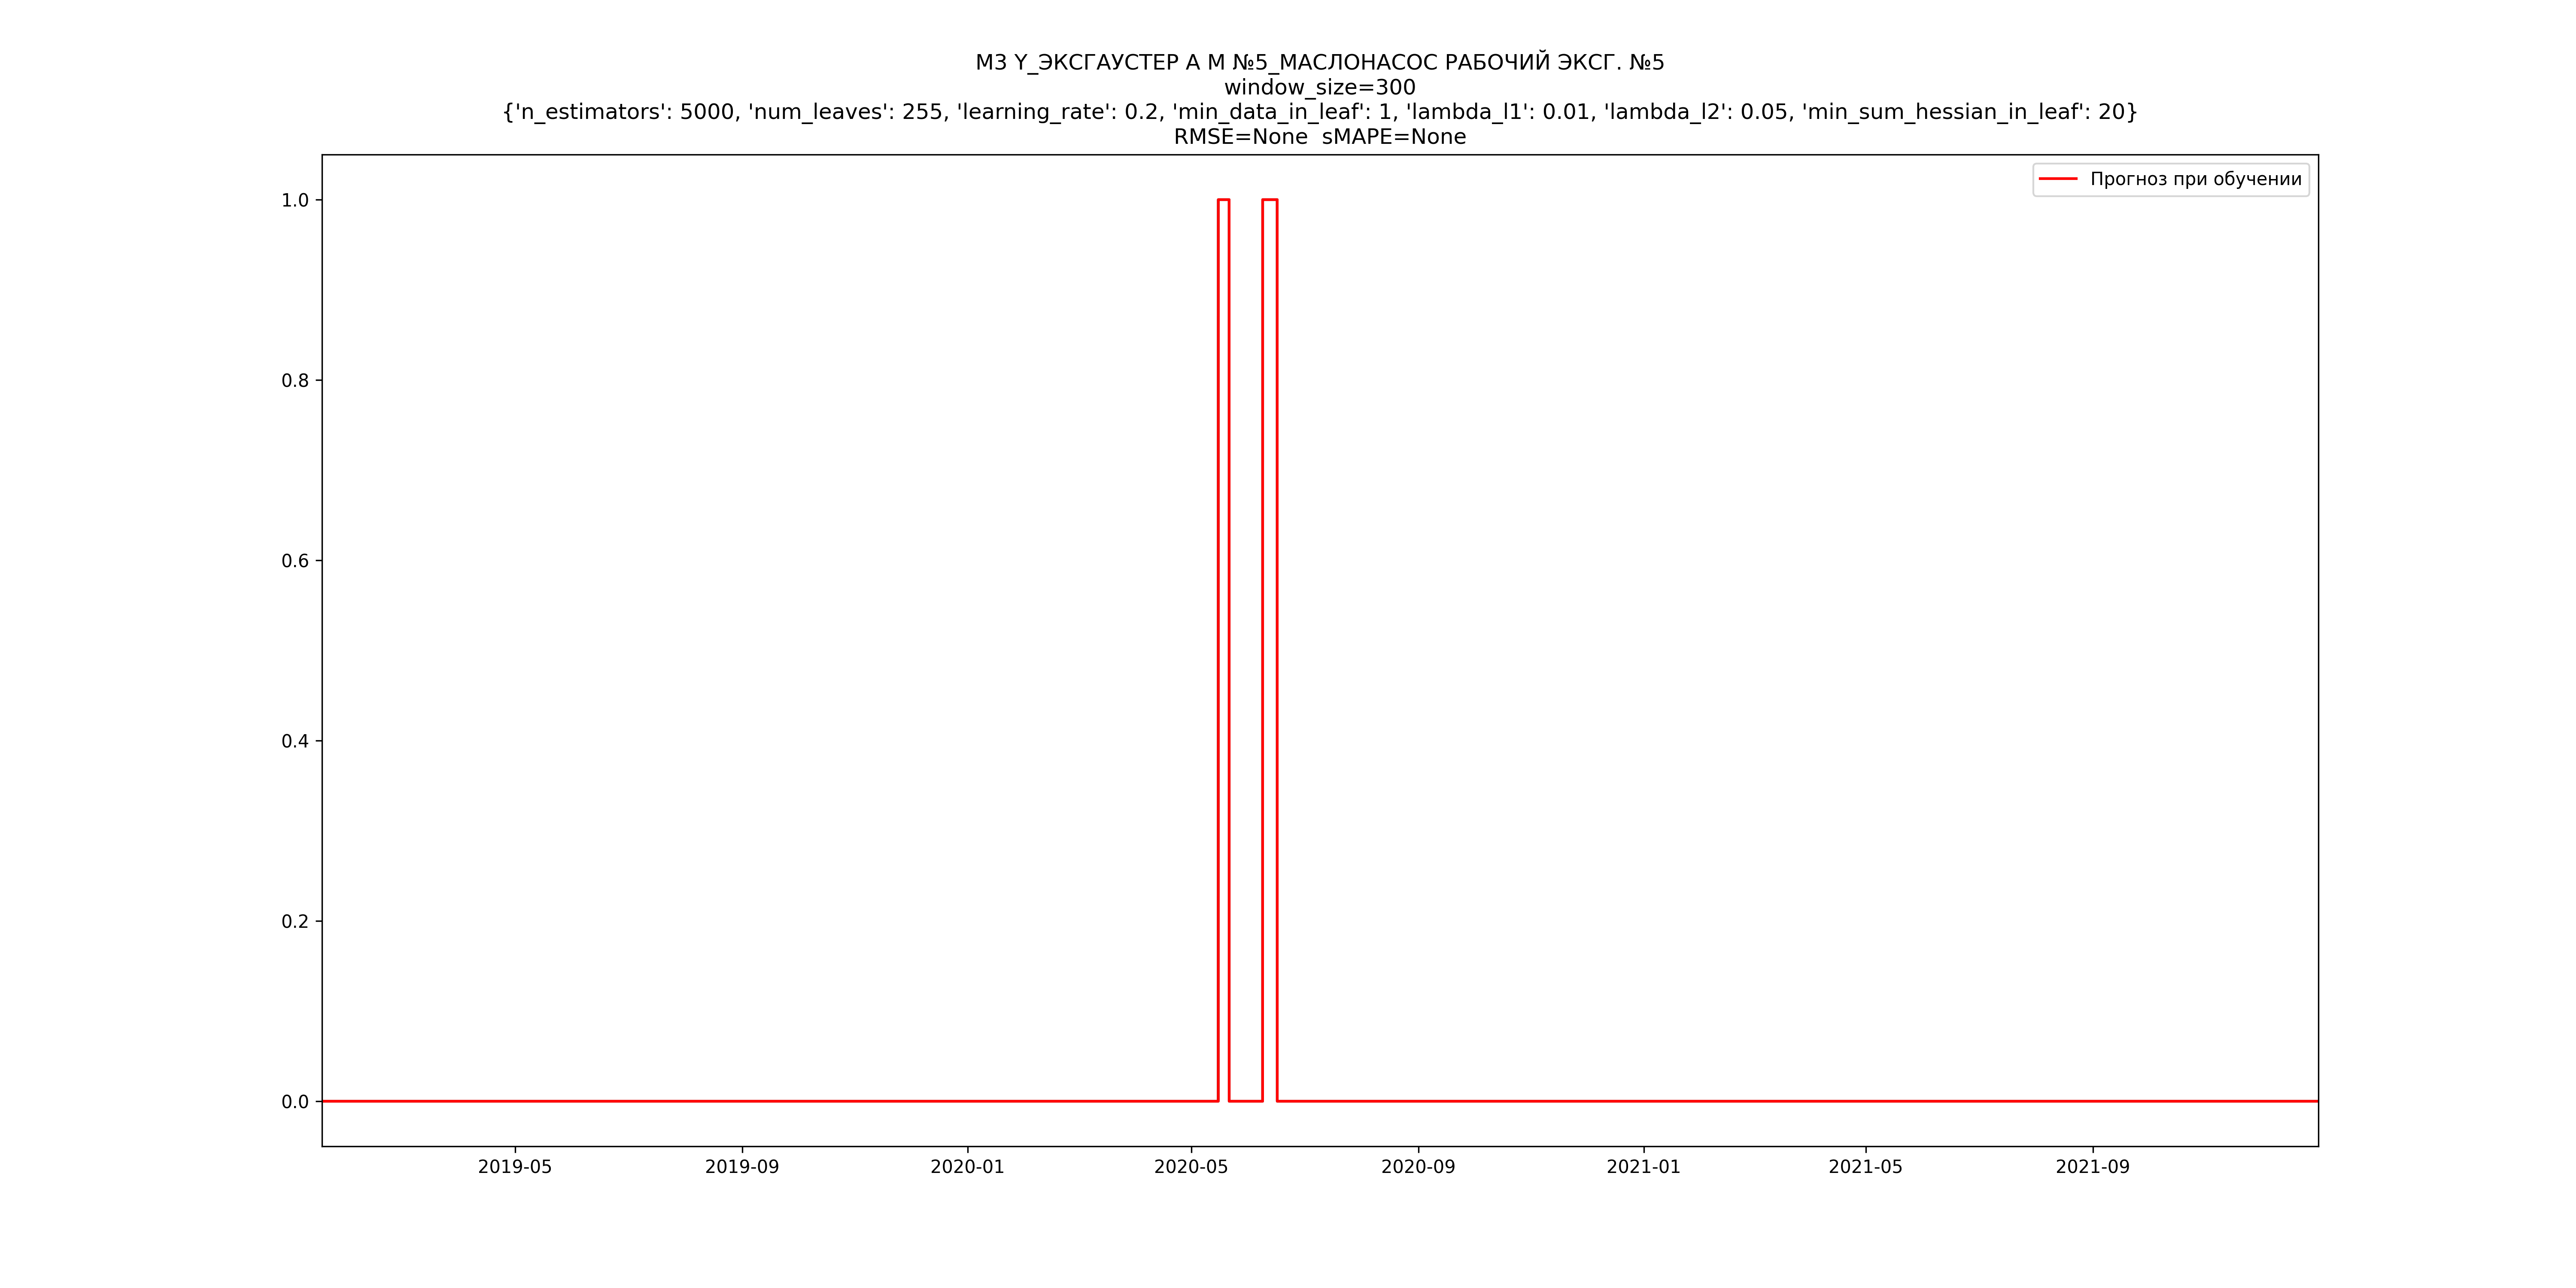 М3 Y_ЭКСГАУСТЕР А М №5_МАСЛОНАСОС РАБОЧИЙ ЭКСГ. №5
window_size=300
{'n_estimators': 5000, 'num_leaves': 255, 'learning_rate': 0.2, 'min_data_in_leaf': 1, 'lambda_l1': 0.01, 'lambda_l2': 0.05, 'min_sum_hessian_in_leaf': 20}
RMSE=None  sMAPE=None
Прогноз при обучении
1.0
0.8
0.6
0.4
0.2
0.0
2019-05
2019-09
2020-01
2020-05
2020-09
2021-01
2021-05
2021-09